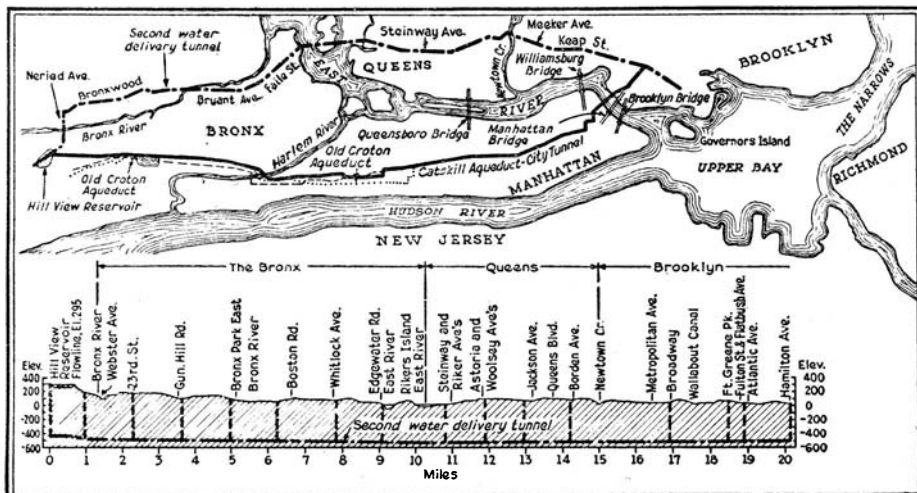 Second water
delivery tunnel
Steinway Ave.
Meeker Ave.
Keap St.
Neried Ave.
Bronxwood
Bryant Ave.
Faile St.
EAST
QUEENS
Newtown Cr.
Williamsburg
Bridge
BROOKLYN
Bronx River
BRONX
Harlem River
Queensboro Bridge
RIVER
Manhattan
Bridge
Brooklyn Bridge
Governors Island
THE NARROWS
Old Croton
Aqueduct
Old Croton
Aqueduct
Catskill Aqueduct-City Tunnel
MANHATTAN
UPPER BAY
RICHMOND
Hill View Reservoir
HUDSON RIVER
NEW JERSEY
The Bronx
Queens
Brooklyn
Hill View
Reservoir
Flowline, El. 295
Bronx River
Webster Ave.
23rd. St.
Gun Hill Rd.
Bronx Park East
Bronx River
Boston Rd.
Whitlock Ave.
Edgewater Rd.
East River
Rikers Island
East River
Steinway and
Riker Ave's
Astoria and
Woolsey Ave's
Jackson Ave.
Queens Blvd.
Borden Ave.
Newtown Cr.
Metropolitan Ave.
Broadway
Wallabout Canal
Ft. Greene Pk.
Fulton St. & Flatbush Ave.
Atlantic Ave.
Hamilton Ave.
Elev.
400
200
0
-200
-400
-600
Elev.
400
200
0
-200
-400
-600
Second water delivery tunnel
0 1 2 3 4 5 6 7 8 9 10 11 12 13 14 15 16 17 18 19 20
Miles